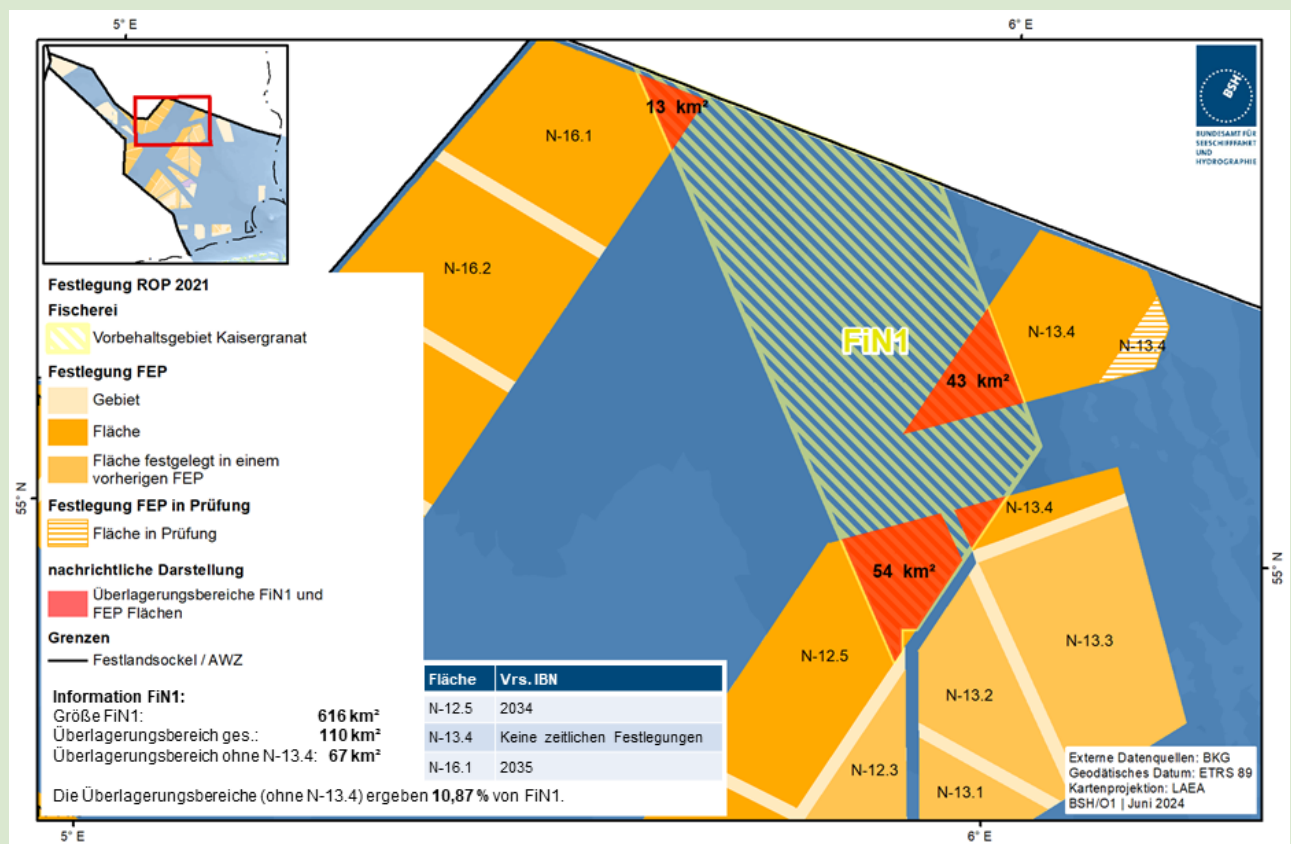 5° E
6° E
BSH
BUNDESAMT FÜR
SEESCHIFFFAHRT
UND
HYDROGRAPHIE
13 km²
N-16.1
N-16.2
FiN1
N-13.4
N-13.4
43 km²
N-13.4
54 km²
N-12.5
N-13.3
N-13.2
N-12.3
N-13.1
55° N
55° N
Festlegung ROP 2021
Fischerei
Vorbehaltsgebiet Kaisergranat
Festlegung FEP
Gebiet
Fläche
Fläche festgelegt in einem
vorherigen FEP
Festlegung FEP in Prüfung
Fläche in Prüfung
nachrichtliche Darstellung
Überlagerungsbereiche FiN1 und
FEP Flächen
Grenzen
Festlandsockel / AWZ
Information FiN1:
Größe FiN1: 616 km²
Überlagerungsbereich ges.: 110 km²
Überlagerungsbereich ohne N-13.4: 67 km²
Fläche Vrs. IBN
N-12.5 2034
N-13.4 Keine zeitlichen Festlegungen
N-16.1 2035
Die Überlagerungsbereiche (ohne N-13.4) ergeben 10,87 % von FiN1.
Externe Datenquellen: BKG
Geodätisches Datum: ETRS 89
Kartenprojektion: LAEA
BSH/O1 | Juni 2024
5° E
6° E